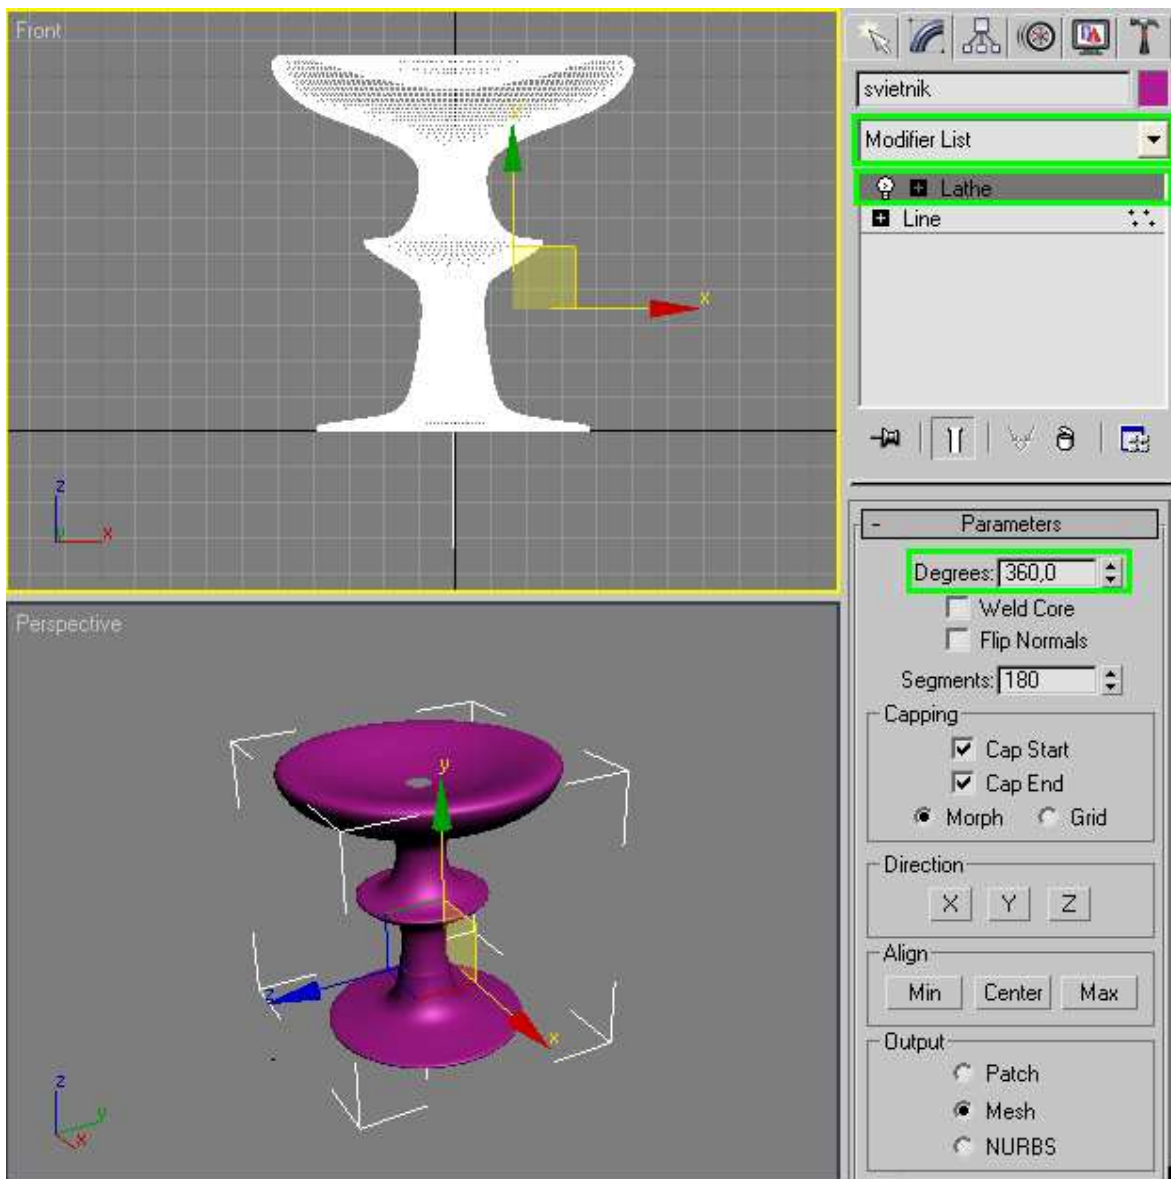 Front
y
x
z
y
x
Perspective
y
z
x
z
y
x
svietnik
Modifier List
Lathe
Line
- Parameters
Degrees: 360,0
Weld Core
Flip Normals
Segments: 180
Capping
Cap Start
Cap End
Morph Grid
Direction
X Y Z
Align
Min Center Max
Output
Patch
Mesh
NURBS